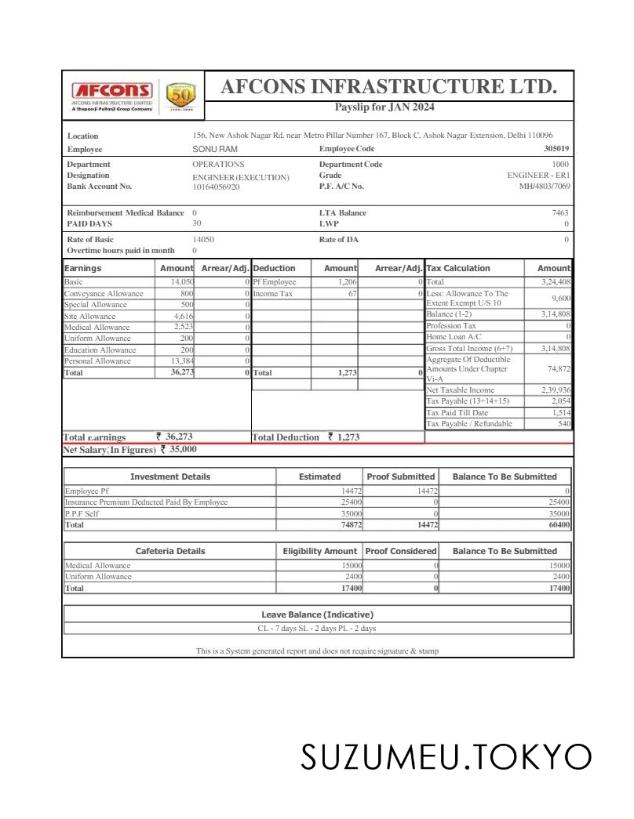 AFCONS
AFCONS INFRASTRUCTURE LIMITED
A Shapoorji Pallonji Group Company
50
AFCONS INFRASTRUCTURE LTD.
Payslip for JAN 2024
Location 156, New Ashok Nagar Rd, near Metro Pillar Number 167, Block C, Ashok Nagar Extension, Delhi 110096
Employee SONU RAM Employee Code 305019
Department OPERATIONS Department Code 1000
Designation ENGINEER (EXECUTION) Grade ENGINEER - ER1
Bank Account No. 10164056920 P.F. A/C No. MH/4803/7069
Reimbursement Medical Balance 0 LTA Balance 7463
PAID DAYS 30 LWP 0
Rate of Basic 14050 Rate of DA 0
Overtime hours paid in month 0
Earnings Amount Arrear/Adj. Deduction Amount Arrear/Adj. Tax Calculation Amount
Basic 14,050 0 Pf Employee 1,206 0 Total 3,24,408
Conveyance Allowance 800 0 Income Tax 67 0 Less: Allowance To The Extent Exempt U/S 10 9,600
Special Allowance 500 0
Site Allowance 4,616 0 Balance (1-2) 3,14,808
Medical Allowance 2,523 0 Profession Tax 0
Uniform Allowance 200 0 Home Loan A/C 0
Education Allowance 200 0 Gross Total Income (6+7) 3,14,808
Personal Allowance 13,384 0 Aggregate Of Deductible Amounts Under Chapter Vi-A 74,872
Total 36,273 0 Total 1,273 0
Net Taxable Income 2,39,936
Tax Payable (13+14+15) 2,054
Tax Paid Till Date 1,514
Tax Payable / Refundable 540
Total earnings ₹ 36,273 Total Deduction ₹ 1,273
Net Salary(In Figures) ₹ 35,000
Investment Details Estimated Proof Submitted Balance To Be Submitted
Employee Pf 14472 14472 0
Insurance Premium Deducted Paid By Employee 25400 0 25400
P.P.F Self 35000 0 35000
Total 74872 14472 60400
Cafeteria Details Eligibility Amount Proof Considered Balance To Be Submitted
Medical Allowance 15000 0 15000
Uniform Allowance 2400 0 2400
Total 17400 0 17400
Leave Balance (Indicative)
CL - 7 days SL - 2 days PL - 2 days
This is a System generated report and does not require signature & stamp
SUZUMEU.TOKYO